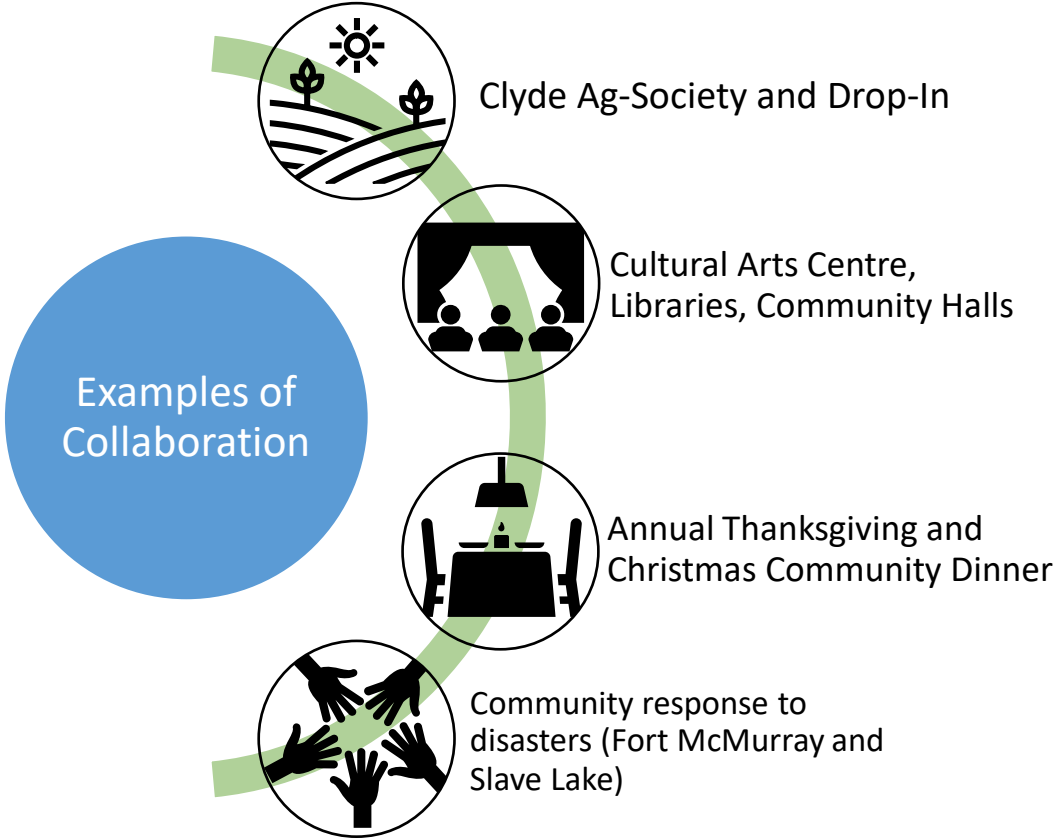 Clyde Ag-Society and Drop-In
Cultural Arts Centre,
Libraries, Community Halls
Examples of
Collaboration
Annual Thanksgiving and
Christmas Community Dinner
Community response to
disasters (Fort McMurray and
Slave Lake)